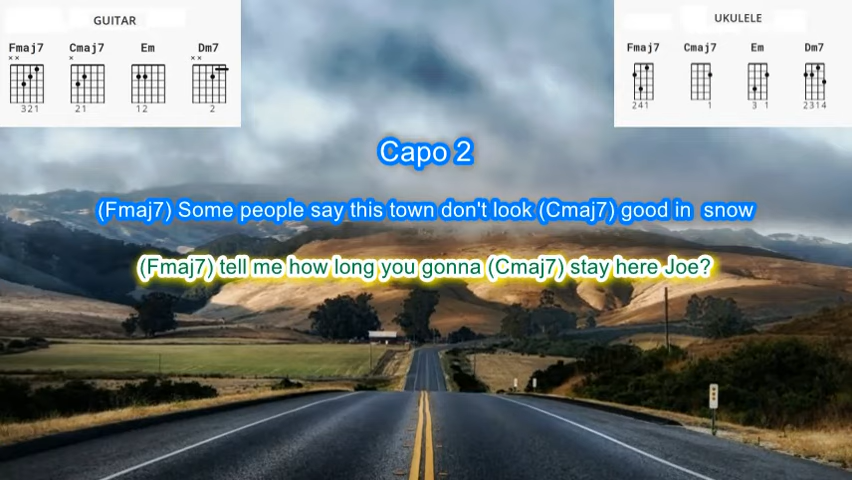 GUITAR
Fmaj7 Cmaj7 Em Dm7
xx x xx
321 21 12 2
UKULELE
Fmaj7 Cmaj7 Em Dm7
241 1 3 1 2314
Capo 2
(Fmaj7) Some people say this town don't look (Cmaj7) good in snow
(Fmaj7) tell me how long you gonna (Cmaj7) stay here Joe?